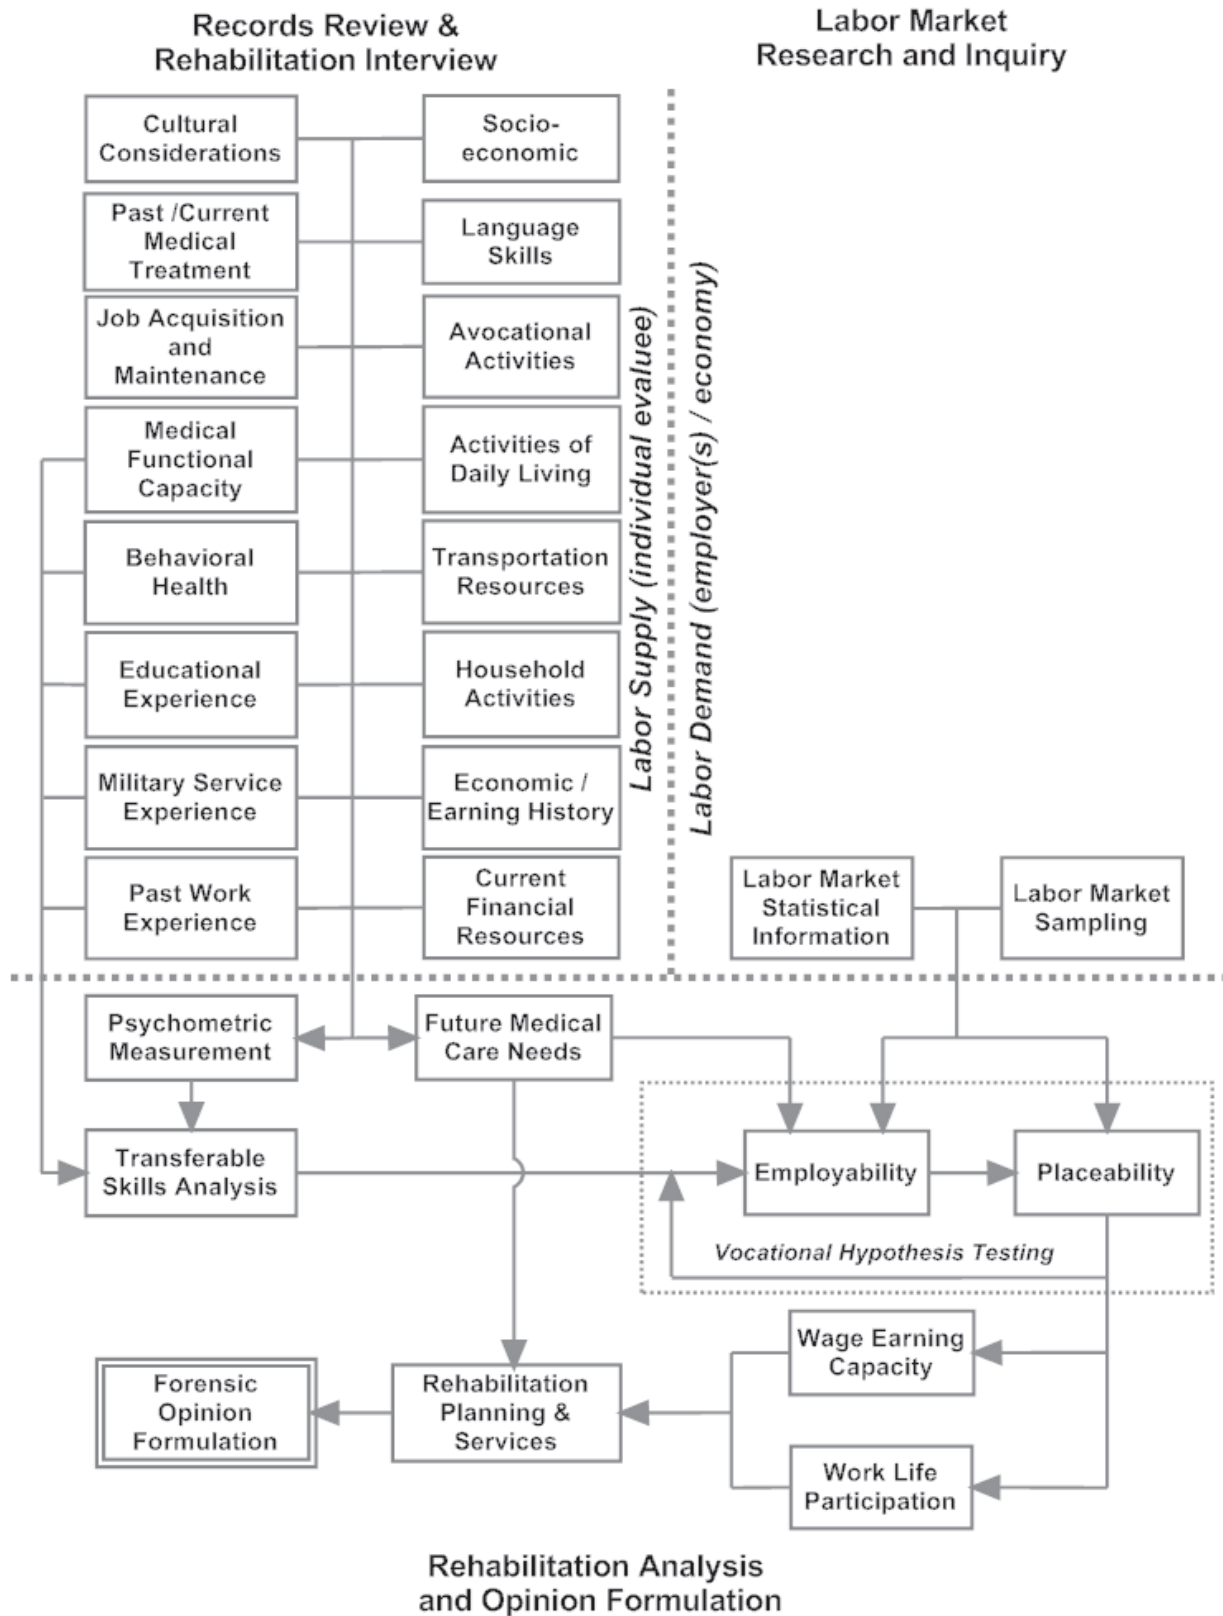 Records Review &
Rehabilitation Interview
Labor Market
Research and Inquiry
Cultural
Considerations
Socio-
economic
Past /Current
Medical
Treatment
Language
Skills
Job Acquisition
and
Maintenance
Avocational
Activities
Medical
Functional
Capacity
Activities of
Daily Living
Behavioral
Health
Transportation
Resources
Educational
Experience
Household
Activities
Military Service
Experience
Economic /
Earning History
Past Work
Experience
Current
Financial
Resources
Labor Supply (individual evaluee)
Labor Demand (employer(s) / economy)
Labor Market
Statistical
Information
Labor Market
Sampling
Psychometric
Measurement
Future Medical
Care Needs
Transferable
Skills Analysis
Employability
Placeability
Vocational Hypothesis Testing
Wage Earning
Capacity
Forensic
Opinion
Formulation
Rehabilitation
Planning &
Services
Work Life
Participation
Rehabilitation Analysis
and Opinion Formulation